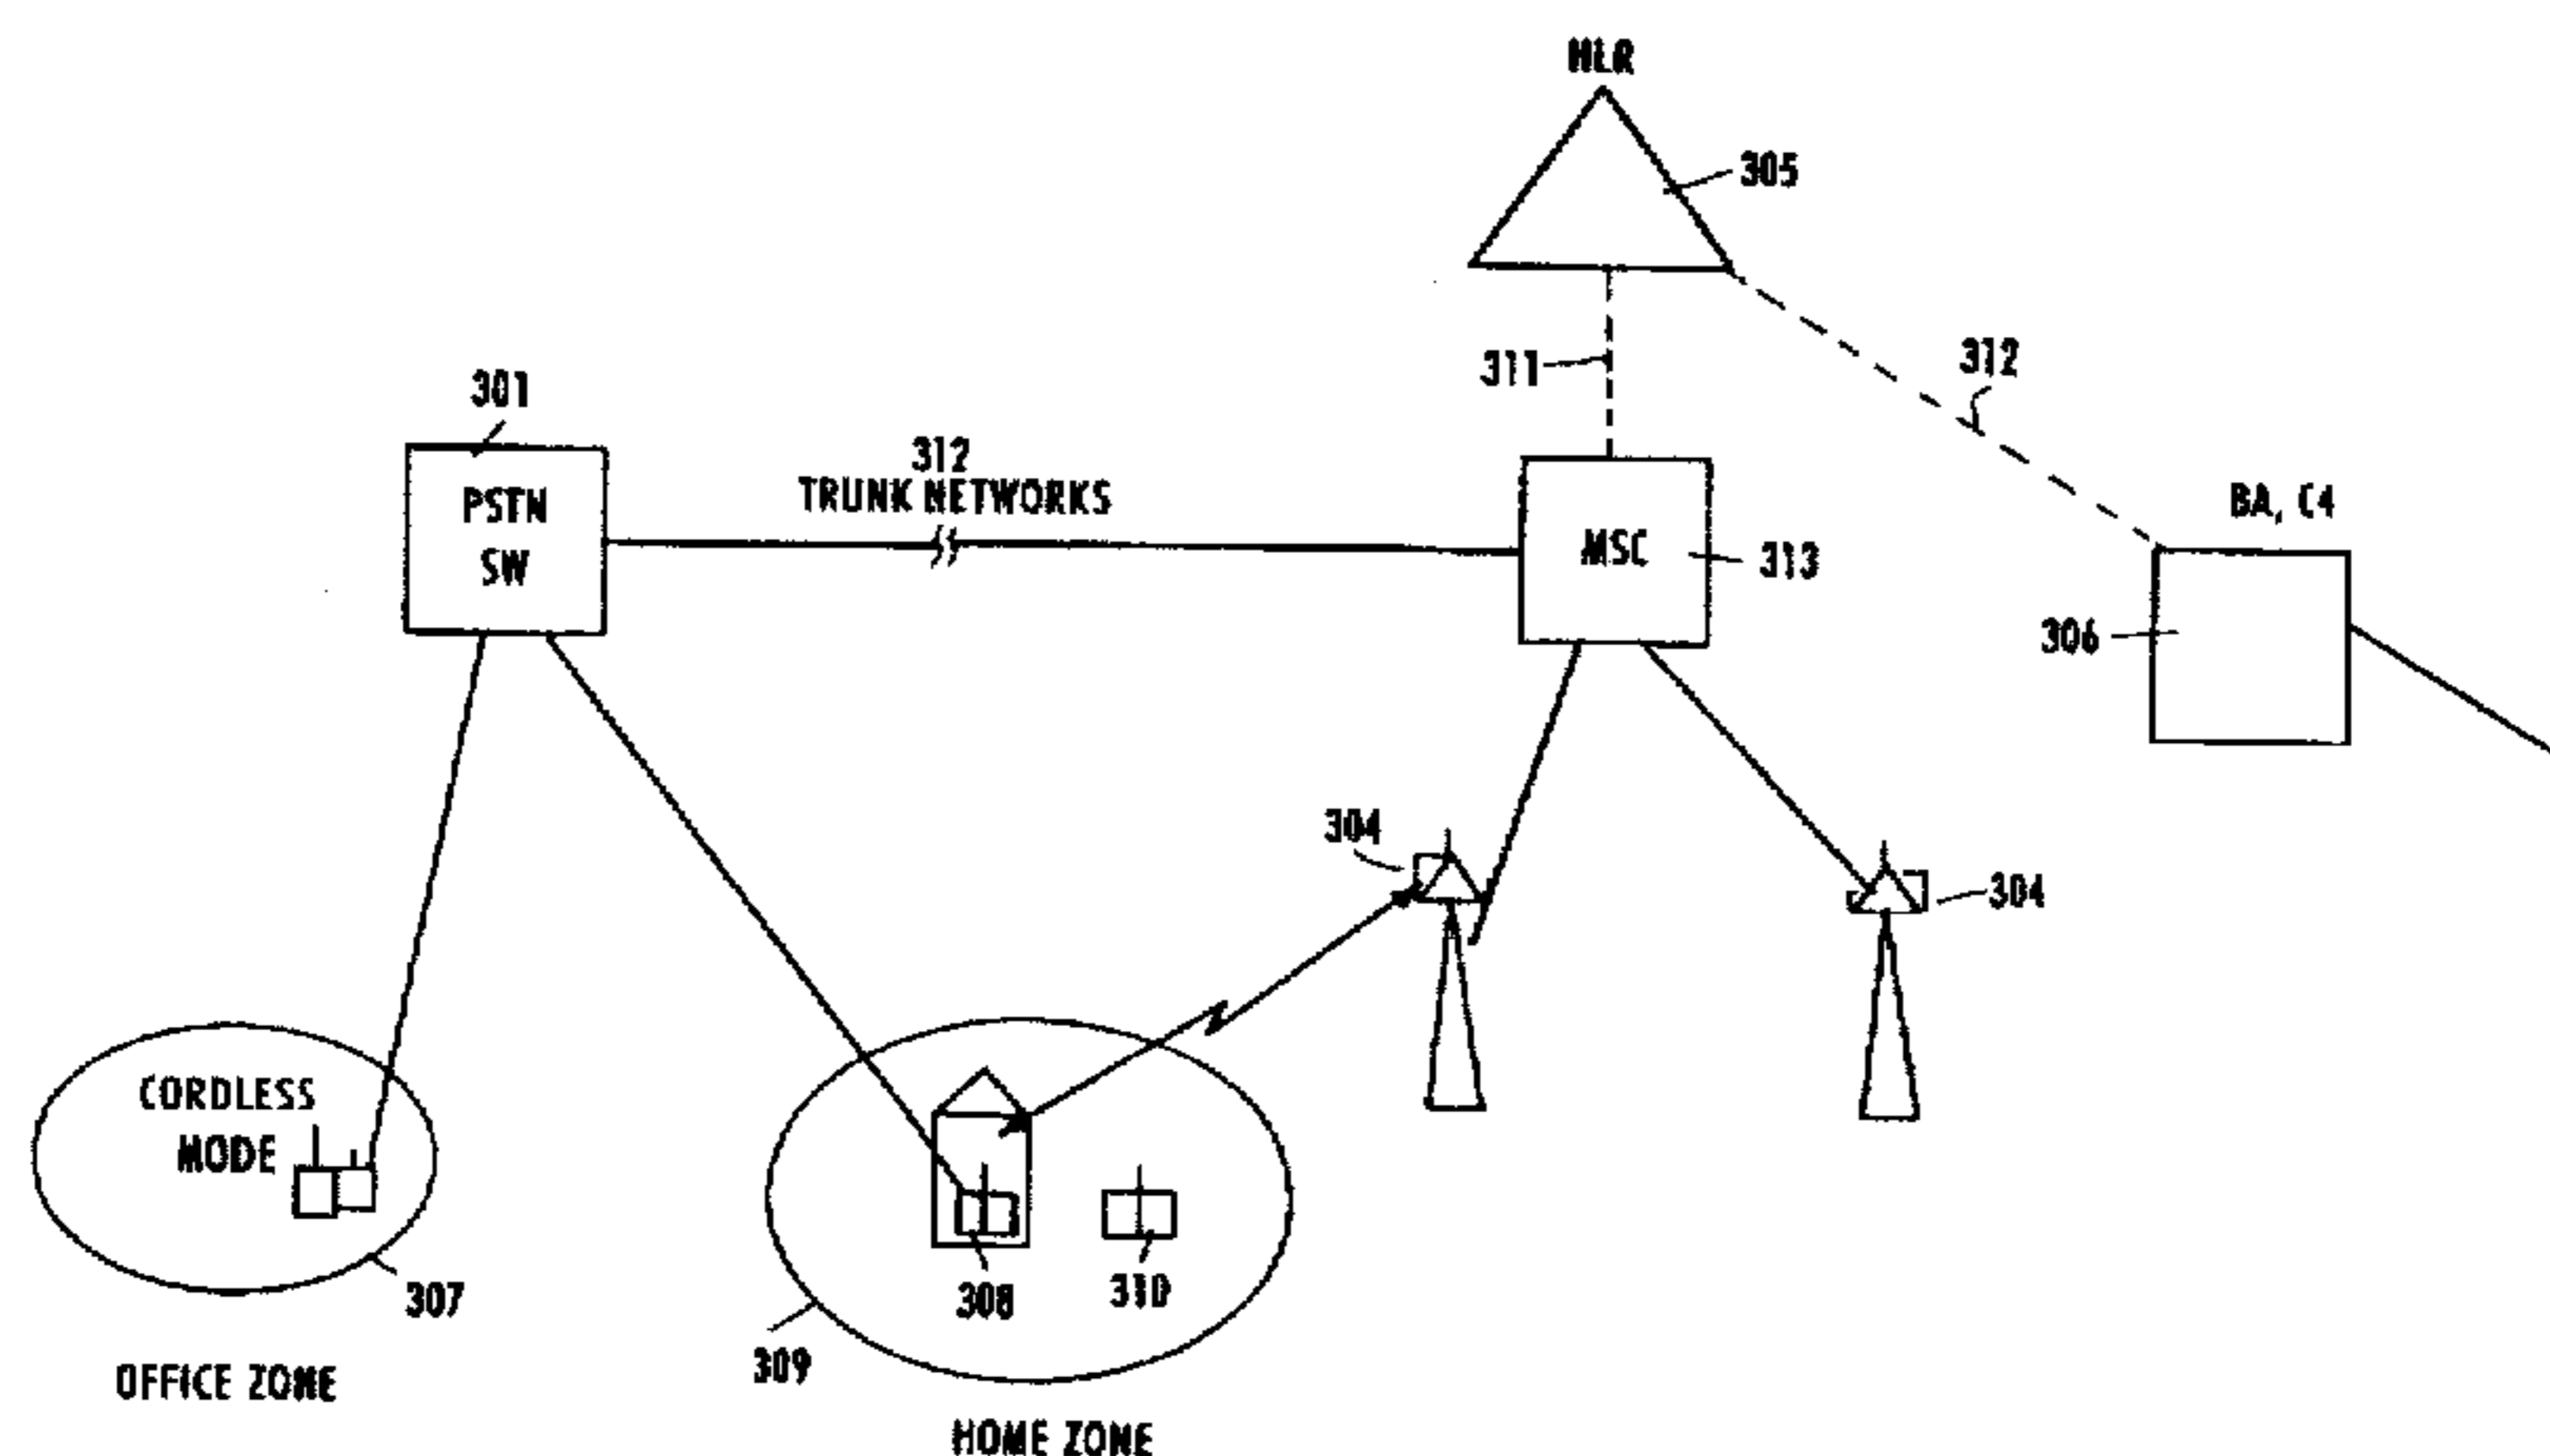 HLR
305
311
312
301
312
TRUNK NETWORKS
PSTN
SW
MSC
313
BA, C4
306
304
304
CORDLESS
MODE
307
308
310
309
OFFICE ZONE
HOME ZONE